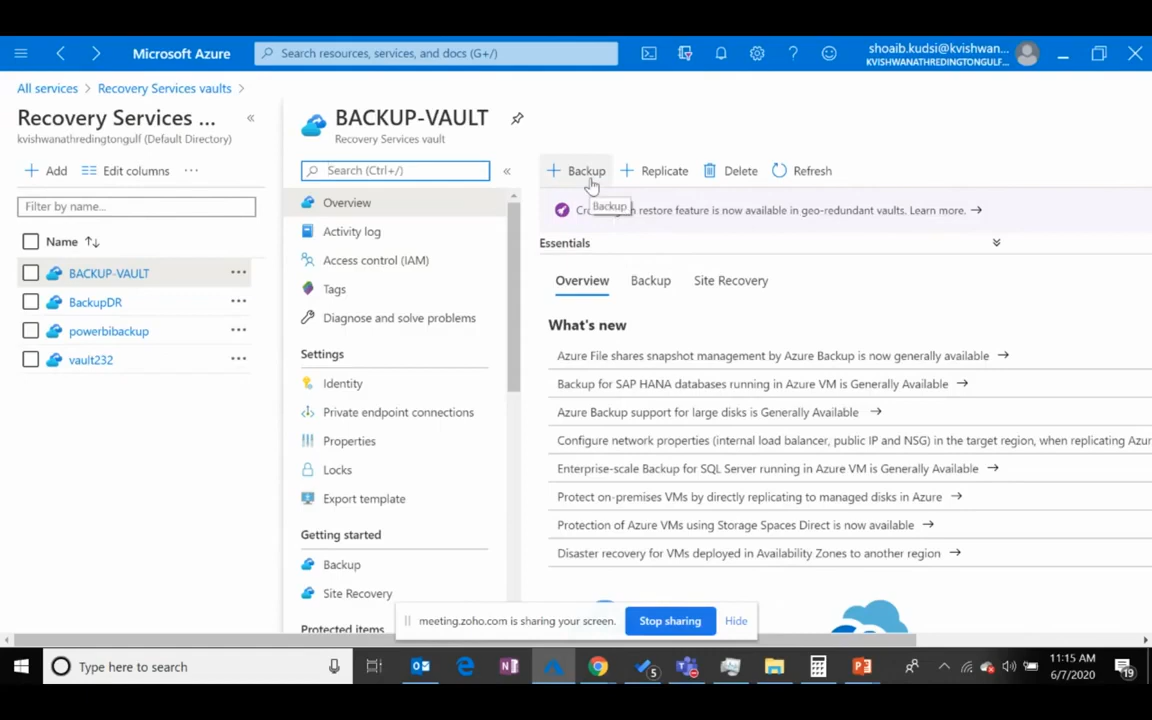 Microsoft Azure
Search resources, services, and docs (G+/)
shoaib.kudsi@kvishwan...
KVISHWANATHREDINGTONGULF...
All services > Recovery Services vaults >
Recovery Services ...
kvishwanathredingtongulf (Default Directory)
+ Add
Edit columns
...
Filter by name...
Name
BACKUP-VAULT
BackupDR
powerbibackup
vault232
BACKUP-VAULT
Recovery Services vault
Search (Ctrl+/)
Overview
Activity log
Access control (IAM)
Tags
Diagnose and solve problems
Settings
Identity
Private endpoint connections
Properties
Locks
Export template
Getting started
Backup
Site Recovery
Protected items
+ Backup
+ Replicate
Delete
Refresh
Backup
restore feature is now available in geo-redundant vaults. Learn more. →
Essentials
Overview
Backup
Site Recovery
What's new
Azure File shares snapshot management by Azure Backup is now generally available →
Backup for SAP HANA databases running in Azure VM is Generally Available →
Azure Backup support for large disks is Generally Available →
Configure network properties (internal load balancer, public IP and NSG) in the target region, when replicating Azur
Enterprise-scale Backup for SQL Server running in Azure VM is Generally Available →
Protect on-premises VMs by directly replicating to managed disks in Azure →
Protection of Azure VMs using Storage Spaces Direct is now available →
Disaster recovery for VMs deployed in Availability Zones to another region →
meeting.zoho.com is sharing your screen.
Stop sharing
Hide
Type here to search
5
11:15 AM
6/7/2020
19